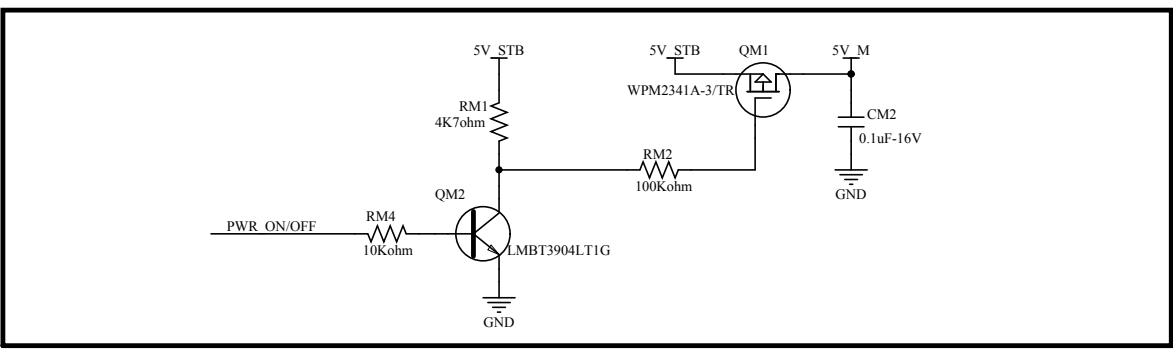 5V_STB
5V_STB
QM1
5V_M
WPM2341A-3/TR
RM1
4K7ohm
CM2
0.1uF-16V
RM2
100Kohm
GND
QM2
PWR_ON/OFF
RM4
10Kohm
LMBT3904LT1G
GND